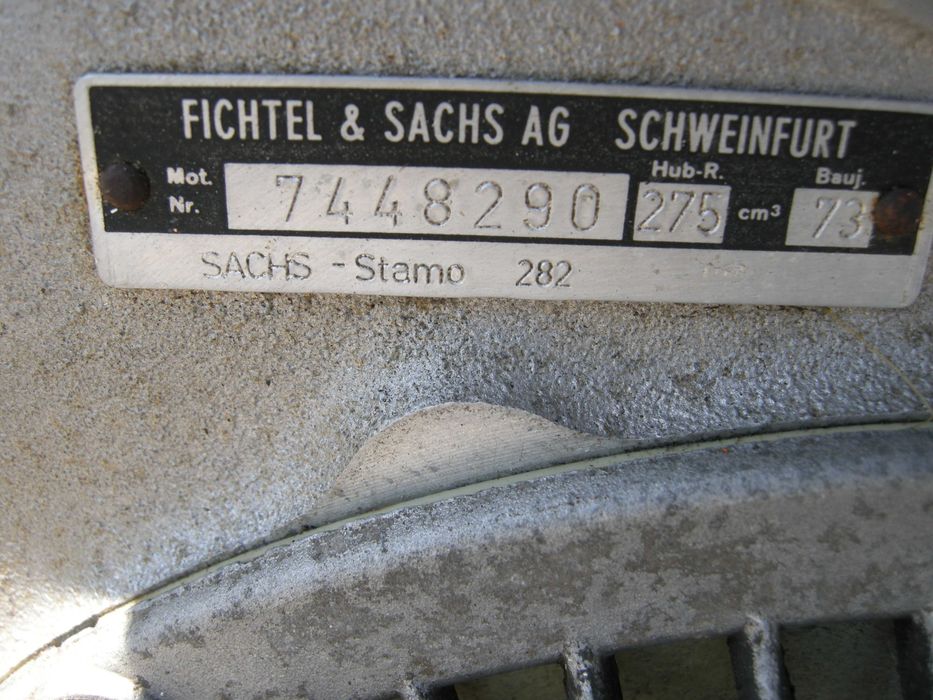 FICHTEL & SACHS AG SCHWEINFURT
Mot. Nr. 7448290 Hub-R. 275 cm³ Bauj. 73
SACHS - Stamo 282